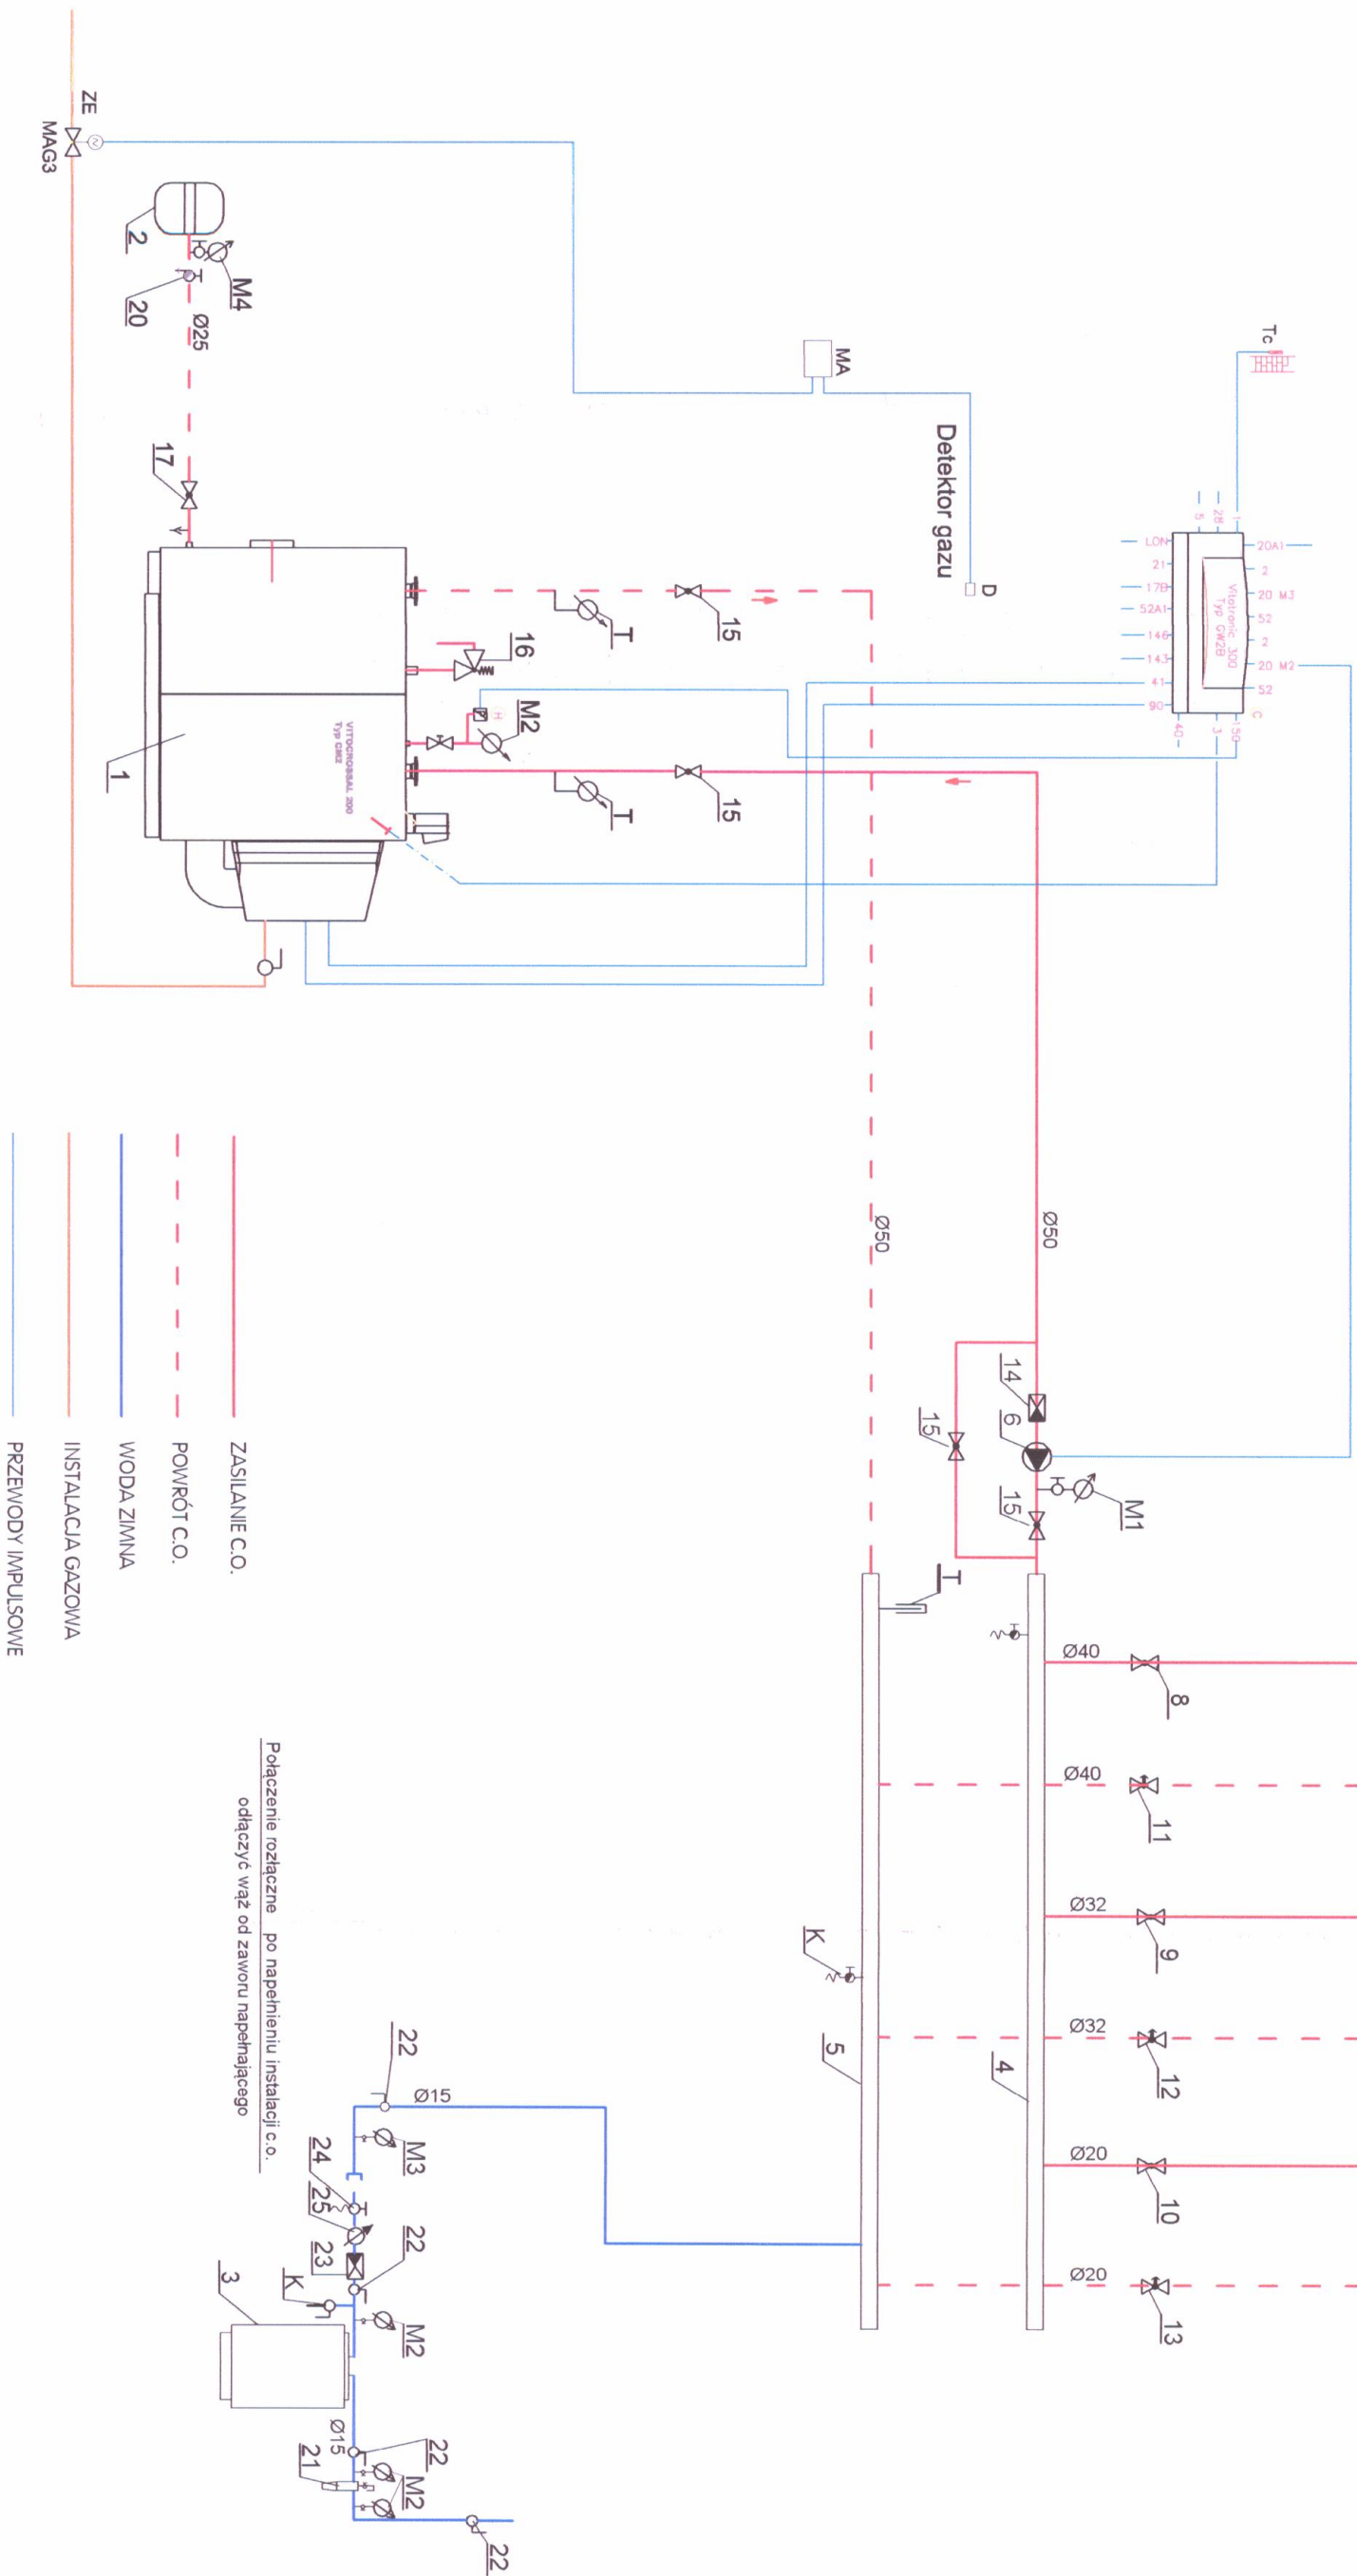 ZE
MAG3
2
M4
20
Ø25
17
MA
Detektor gazu
D
Tc
1
28
5
LON
21
17B
52A1
146
143
41
90
40
3
150
C
20A1
2
20 M3
52
2
20 M2
52
Vitotronic 300
Typ GW2B
T
15
16
H
M2
VITOCROSSAL 200
Typ CM2
1
T
15
Ø50
Ø50
14
6
15
15
M1
T
Ø40
8
Ø40
11
Ø32
9
Ø32
12
Ø20
10
Ø20
13
K
5
4
ZASILANIE C.O.
POWRÓT C.O.
WODA ZIMNA
INSTALACJA GAZOWA
PRZEWODY IMPULSOWE
Połączenie rozłączne po napełnieniu instalacji c.o.
odłączyć wąż od zaworu napełnającego
22
Ø15
M3
24
25
23
22
K
M2
3
Ø15
22
21
M2
22